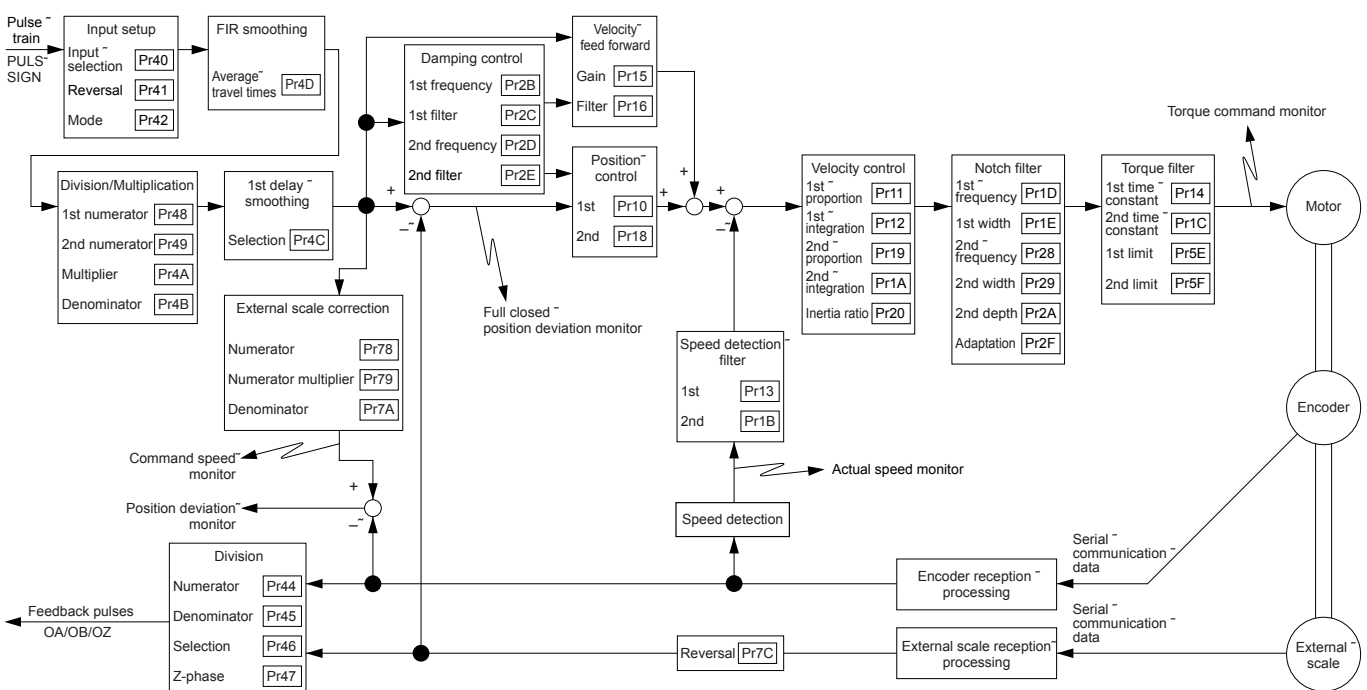 Pulse ˜
train
PULS˜
SIGN
Input setup
Input ˜
selection Pr40
Reversal Pr41
Mode Pr42
FIR smoothing
Average˜
travel times Pr4D
Division/Multiplication
1st numerator Pr48
2nd numerator Pr49
Multiplier Pr4A
Denominator Pr4B
1st delay ˜
smoothing
Selection Pr4C
Damping control
1st frequency Pr2B
1st filter Pr2C
2nd frequency Pr2D
2nd filter Pr2E
Velocity˜
feed forward
Gain Pr15
Filter Pr16
Position˜
control
1st Pr10
2nd Pr18
+
–˜
+
+
+
–˜
Full closed ˜
position deviation monitor
Velocity control
1st ˜
proportion Pr11
1st ˜
integration Pr12
2nd ˜
proportion Pr19
2nd ˜
integration Pr1A
Inertia ratio Pr20
Notch filter
1st ˜
frequency Pr1D
1st width Pr1E
2nd ˜
frequency Pr28
2nd width Pr29
2nd depth Pr2A
Adaptation Pr2F
Torque filter
1st time ˜
constant Pr14
2nd time ˜
constant Pr1C
1st limit Pr5E
2nd limit Pr5F
Torque command monitor
Motor
Encoder
External ˜
scale
External scale correction
Numerator Pr78
Numerator multiplier Pr79
Denominator Pr7A
Command speed˜
monitor
+
–˜
Position deviation˜
monitor
Speed detection ˜
filter
1st Pr13
2nd Pr1B
Actual speed monitor
Speed detection
Division
Numerator Pr44
Denominator Pr45
Selection Pr46
Z-phase Pr47
Feedback pulses
OA/OB/OZ
Encoder reception ˜
processing
Serial ˜
communication ˜
data
Reversal Pr7C
External scale reception˜
processing
Serial ˜
communication ˜
data